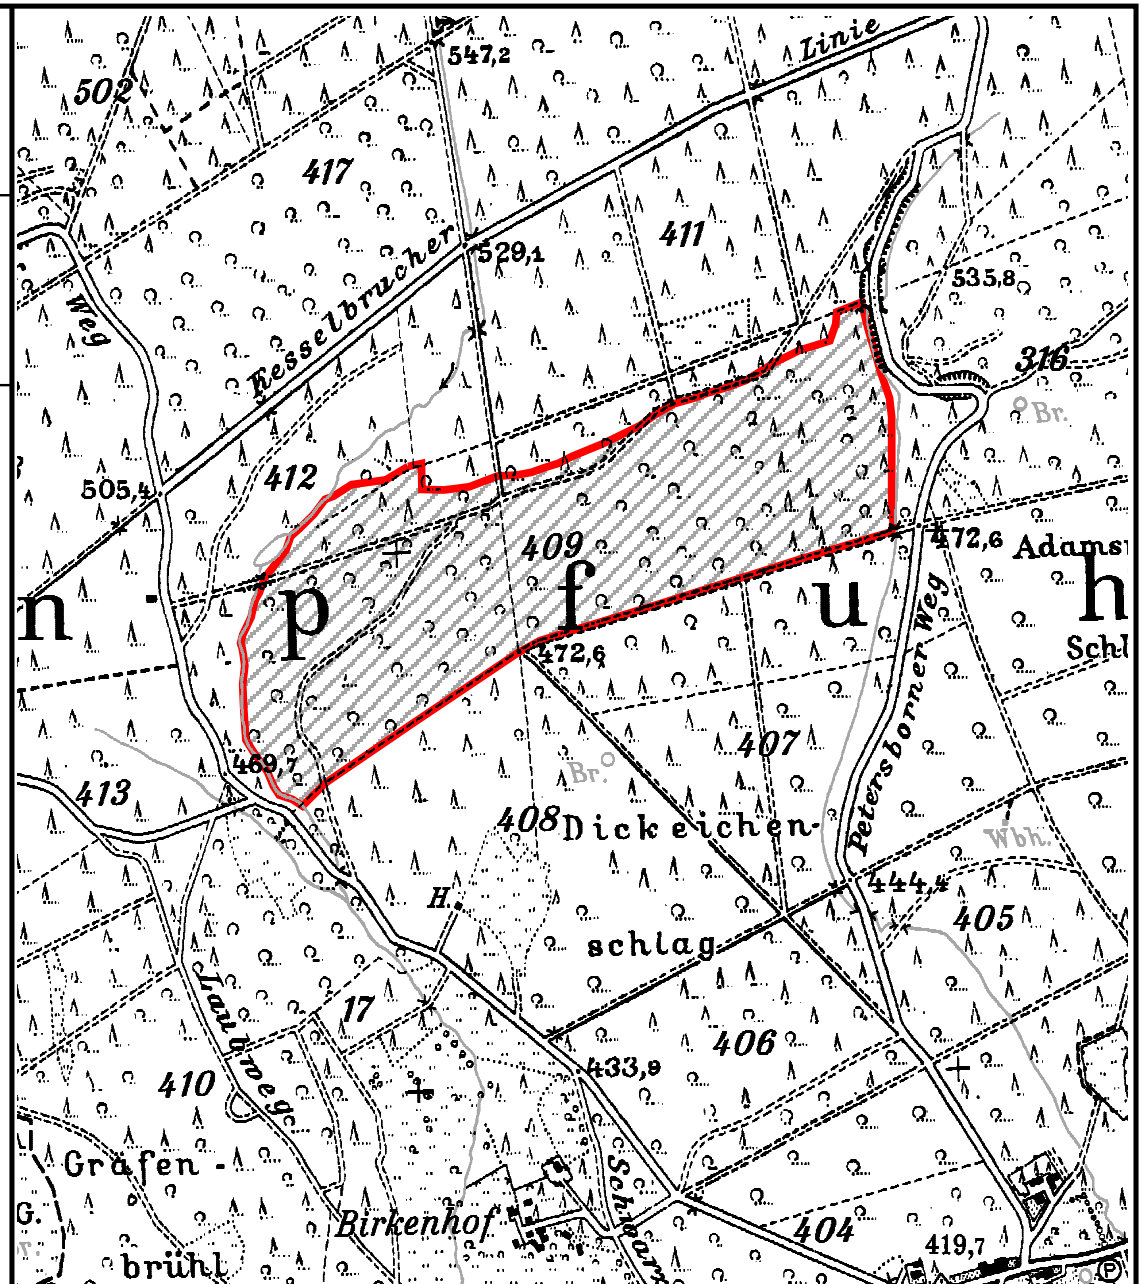 502
547,2
Linie
417
Kesselbrucher
411
529,1
535,8
Weg
316
Br.
412
505,4
409
472,6
Adams
n
p
f
u
h
Schl
472,6
Petersborner Weg
469,7
407
413
Br.
408
Dickeichen-
Wbh.
444,4
H.
405
schlag
17
Laubweg
406
433,9
410
Grafen-
G.
Birkenhof
404
419,7
brühl
P